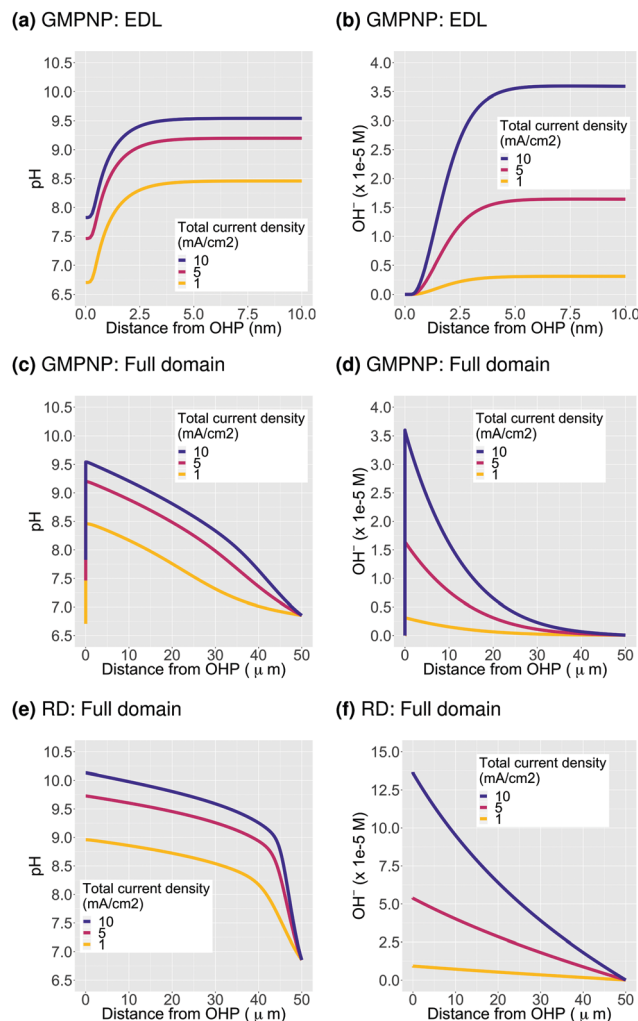 (a) GMPNP: EDL
pH
10.5
10.0
9.5
9.0
8.5
8.0
7.5
7.0
6.5
Total current density
(mA/cm2)
10
5
1
0.0 2.5 5.0 7.5 10.0
Distance from OHP (nm)
(b) GMPNP: EDL
OH⁻ (x 1e-5 M)
4.0
3.5
3.0
2.5
2.0
1.5
1.0
0.5
0.0
Total current density
(mA/cm2)
10
5
1
0.0 2.5 5.0 7.5 10.0
Distance from OHP (nm)
(c) GMPNP: Full domain
pH
10.5
10.0
9.5
9.0
8.5
8.0
7.5
7.0
6.5
Total current density
(mA/cm2)
10
5
1
0 10 20 30 40 50
Distance from OHP ( μ m)
(d) GMPNP: Full domain
OH⁻ (x 1e-5 M)
4.0
3.5
3.0
2.5
2.0
1.5
1.0
0.5
0.0
Total current density
(mA/cm2)
10
5
1
0 10 20 30 40 50
Distance from OHP ( μ m)
(e) RD: Full domain
pH
10.5
10.0
9.5
9.0
8.5
8.0
7.5
7.0
6.5
Total current density
(mA/cm2)
10
5
1
0 10 20 30 40 50
Distance from OHP ( μ m)
(f) RD: Full domain
OH⁻ (x 1e-5 M)
15.0
12.5
10.0
7.5
5.0
2.5
0.0
Total current density
(mA/cm2)
10
5
1
0 10 20 30 40 50
Distance from OHP ( μ m)